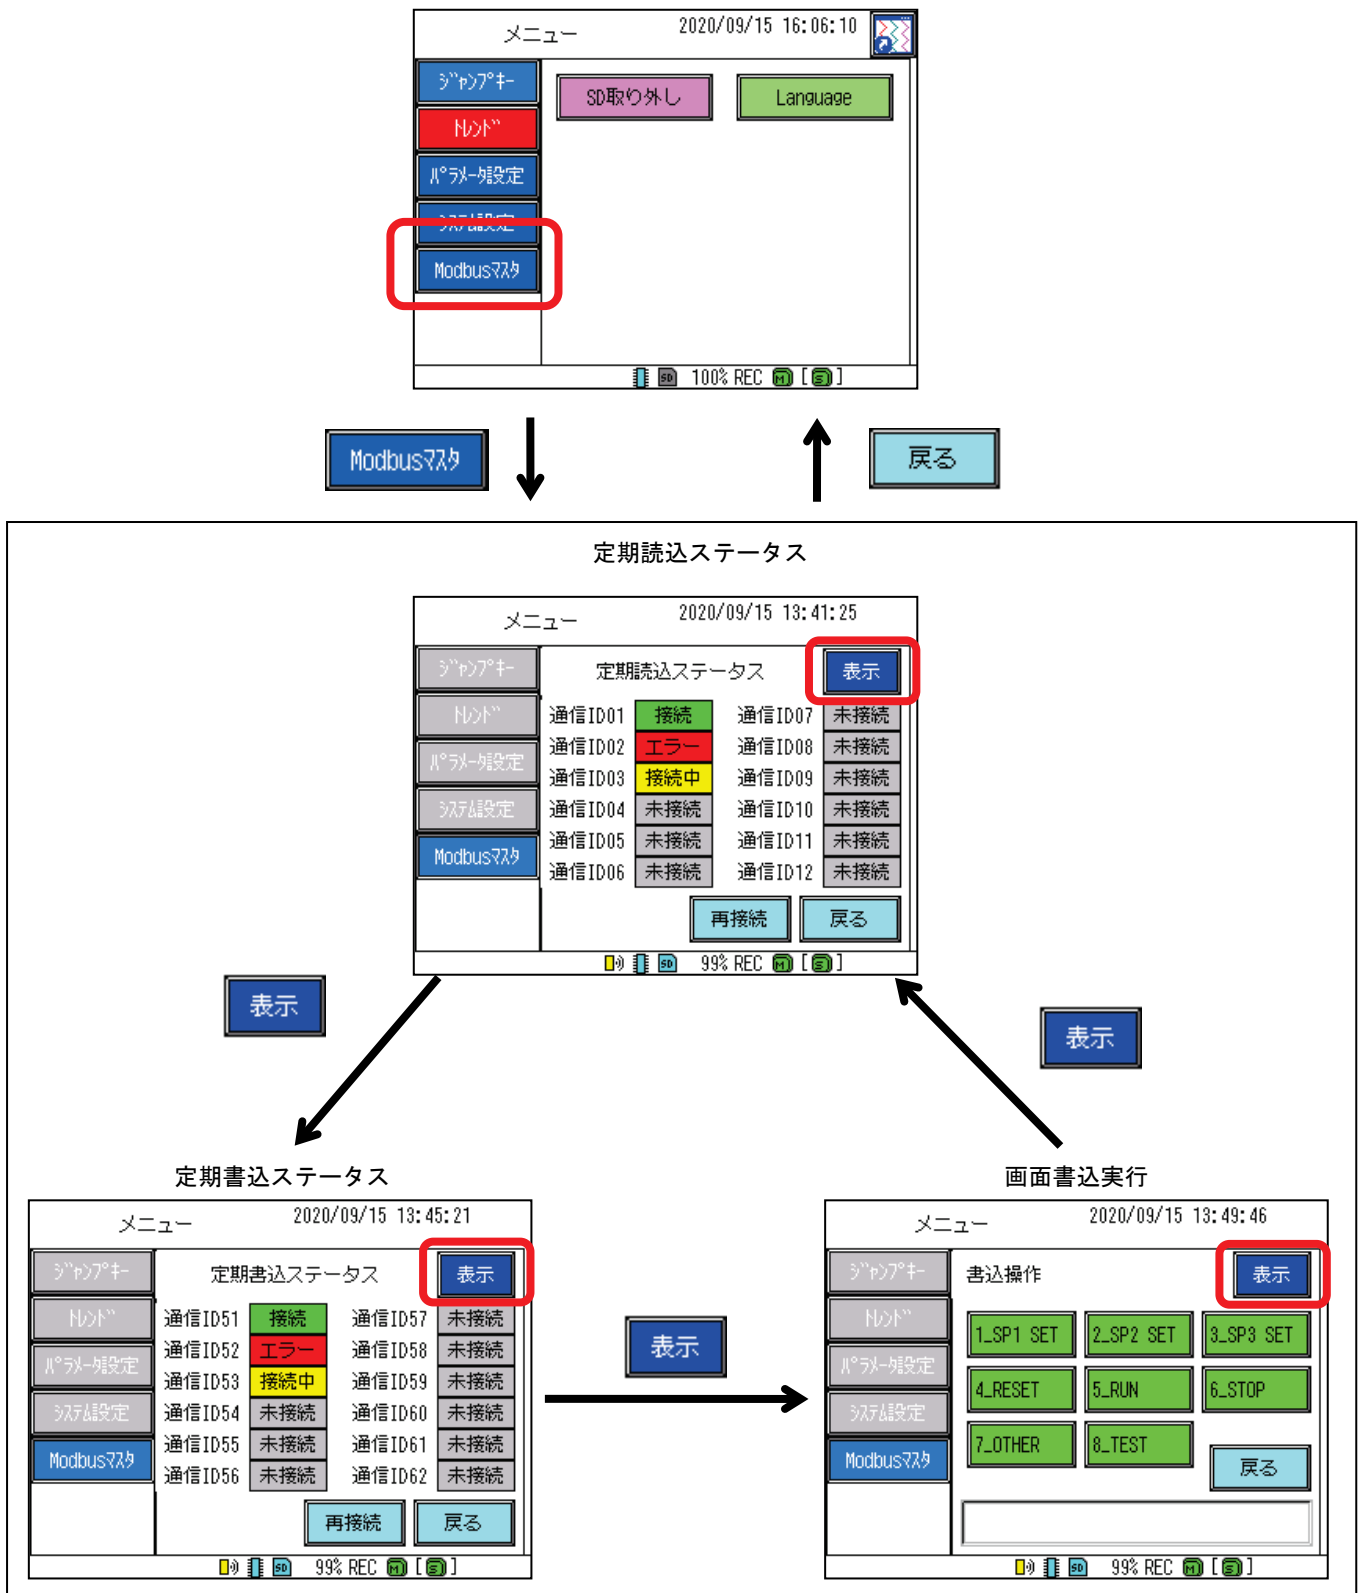 メニュー 2020/09/15 16:06:10
ジャンプキー
SD取り外し Language
トレンド
パラメータ設定
システム設定
Modbusマスタ
SD 100% REC M [S]
Modbusマスタ 戻る
定期読込ステータス
メニュー 2020/09/15 13:41:25
ジャンプキー 定期読込ステータス 表示
トレンド
パラメータ設定
システム設定
Modbusマスタ
通信ID01 接続 通信ID07 未接続
通信ID02 エラー 通信ID08 未接続
通信ID03 接続中 通信ID09 未接続
通信ID04 未接続 通信ID10 未接続
通信ID05 未接続 通信ID11 未接続
通信ID06 未接続 通信ID12 未接続
再接続 戻る
SD 99% REC M [S]
表示
表示
定期書込ステータス
メニュー 2020/09/15 13:45:21
ジャンプキー 定期書込ステータス 表示
トレンド
パラメータ設定
システム設定
Modbusマスタ
通信ID51 接続 通信ID57 未接続
通信ID52 エラー 通信ID58 未接続
通信ID53 接続中 通信ID59 未接続
通信ID54 未接続 通信ID60 未接続
通信ID55 未接続 通信ID61 未接続
通信ID56 未接続 通信ID62 未接続
再接続 戻る
SD 99% REC M [S]
表示
画面書込実行
メニュー 2020/09/15 13:49:46
ジャンプキー 書込操作 表示
トレンド
パラメータ設定
システム設定
Modbusマスタ
1_SP1 SET 2_SP2 SET 3_SP3 SET
4_RESET 5_RUN 6_STOP
7_OTHER 8_TEST
戻る
SD 99% REC M [S]